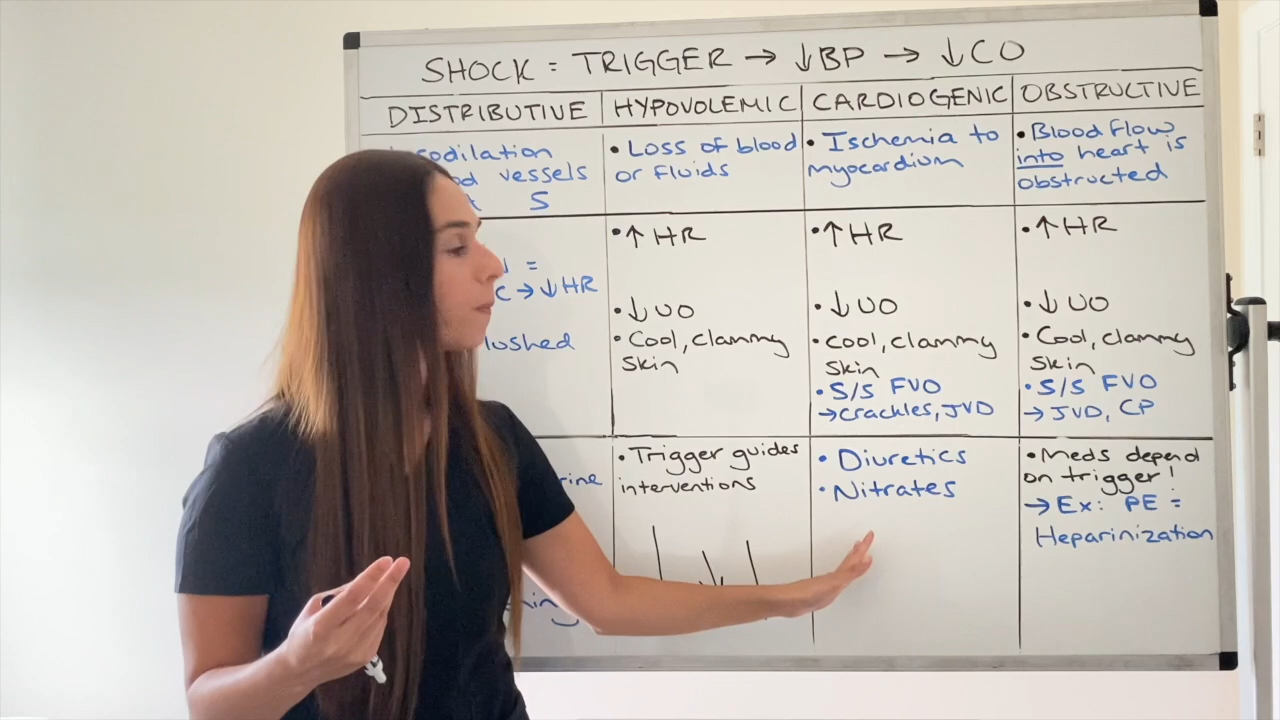 SHOCK = TRIGGER → ↓BP → ↓CO
DISTRIBUTIVE
HYPOVOLEMIC
CARDIOGENIC
OBSTRUCTIVE
vessels
S
• Loss of blood
or fluids
• Ischemia to
myocardium
• Blood flow
into heart is
obstructed
=
→ ↓HR
• ↑ HR
• ↓ UO
• Cool, clammy
skin
• ↑ HR
• ↓ UO
• Cool, clammy
skin
• S/S FVO
→ crackles, JVD
• ↑ HR
• ↓ UO
• Cool, clammy
skin
• S/S FVO
→ JVD, CP
• Trigger guides
interventions
• Diuretics
• Nitrates
• Meds depend
on trigger!
→ Ex: PE =
Heparinization